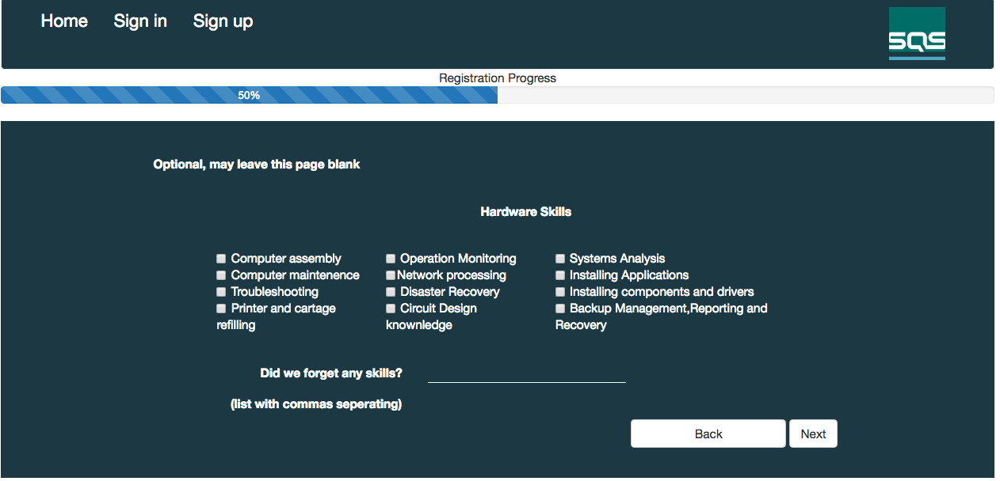 Home Sign in Sign up
SQS
Registration Progress
50%
Optional, may leave this page blank
Hardware Skills
Computer assembly Operation Monitoring Systems Analysis
Computer maintenence Network processing Installing Applications
Troubleshooting Disaster Recovery Installing components and drivers
Printer and cartage Circuit Design Backup Management,Reporting and
refilling knownledge Recovery
Did we forget any skills?
(list with commas seperating)
Back Next